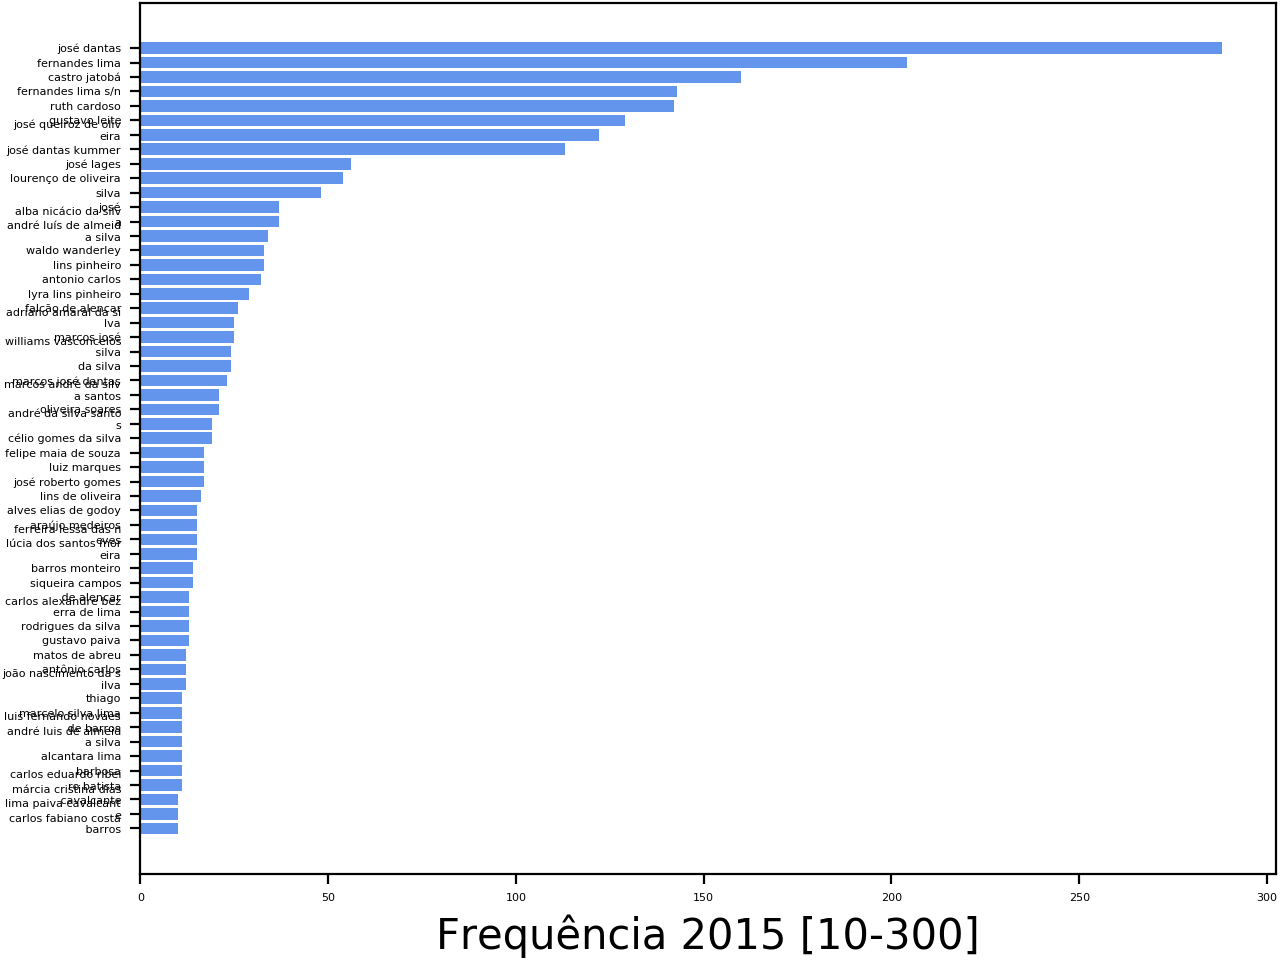 josé dantas
fernandes lima
castro jatobá
fernandes lima s/n
ruth cardoso
gustavo leite
josé queiroz de oliv
eira
josé dantas kummer
josé lages
lourenço de oliveira
silva
josé
alba nicácio da silv
a
andré luís de almeid
a silva
waldo wanderley
lins pinheiro
antonio carlos
lyra lins pinheiro
falcão de alencar
adriano amaral da si
lva
marcos josé
williams vasconcelos
silva
da silva
marcos josé dantas
marcos andré da silv
a santos
oliveira soares
andré da silva santo
s
célio gomes da silva
felipe maia de souza
luiz marques
josé roberto gomes
lins de oliveira
alves elias de godoy
araújo medeiros
ferreira lessa das n
eves
lúcia dos santos mor
eira
barros monteiro
siqueira campos
de alencar
carlos alexandre bez
erra de lima
rodrigues da silva
gustavo paiva
matos de abreu
antônio carlos
joão nascimento da s
ilva
thiago
marcelo silva lima
luis fernando novaes
de barros
andré luis de almeid
a silva
alcantara lima
barbosa
carlos eduardo ribei
ro batista
márcia cristina dias
cavalcante
lima paiva cavalcant
e
carlos fabiano costa
barros
0 50 100 150 200 250 300
Frequência 2015 [10-300]